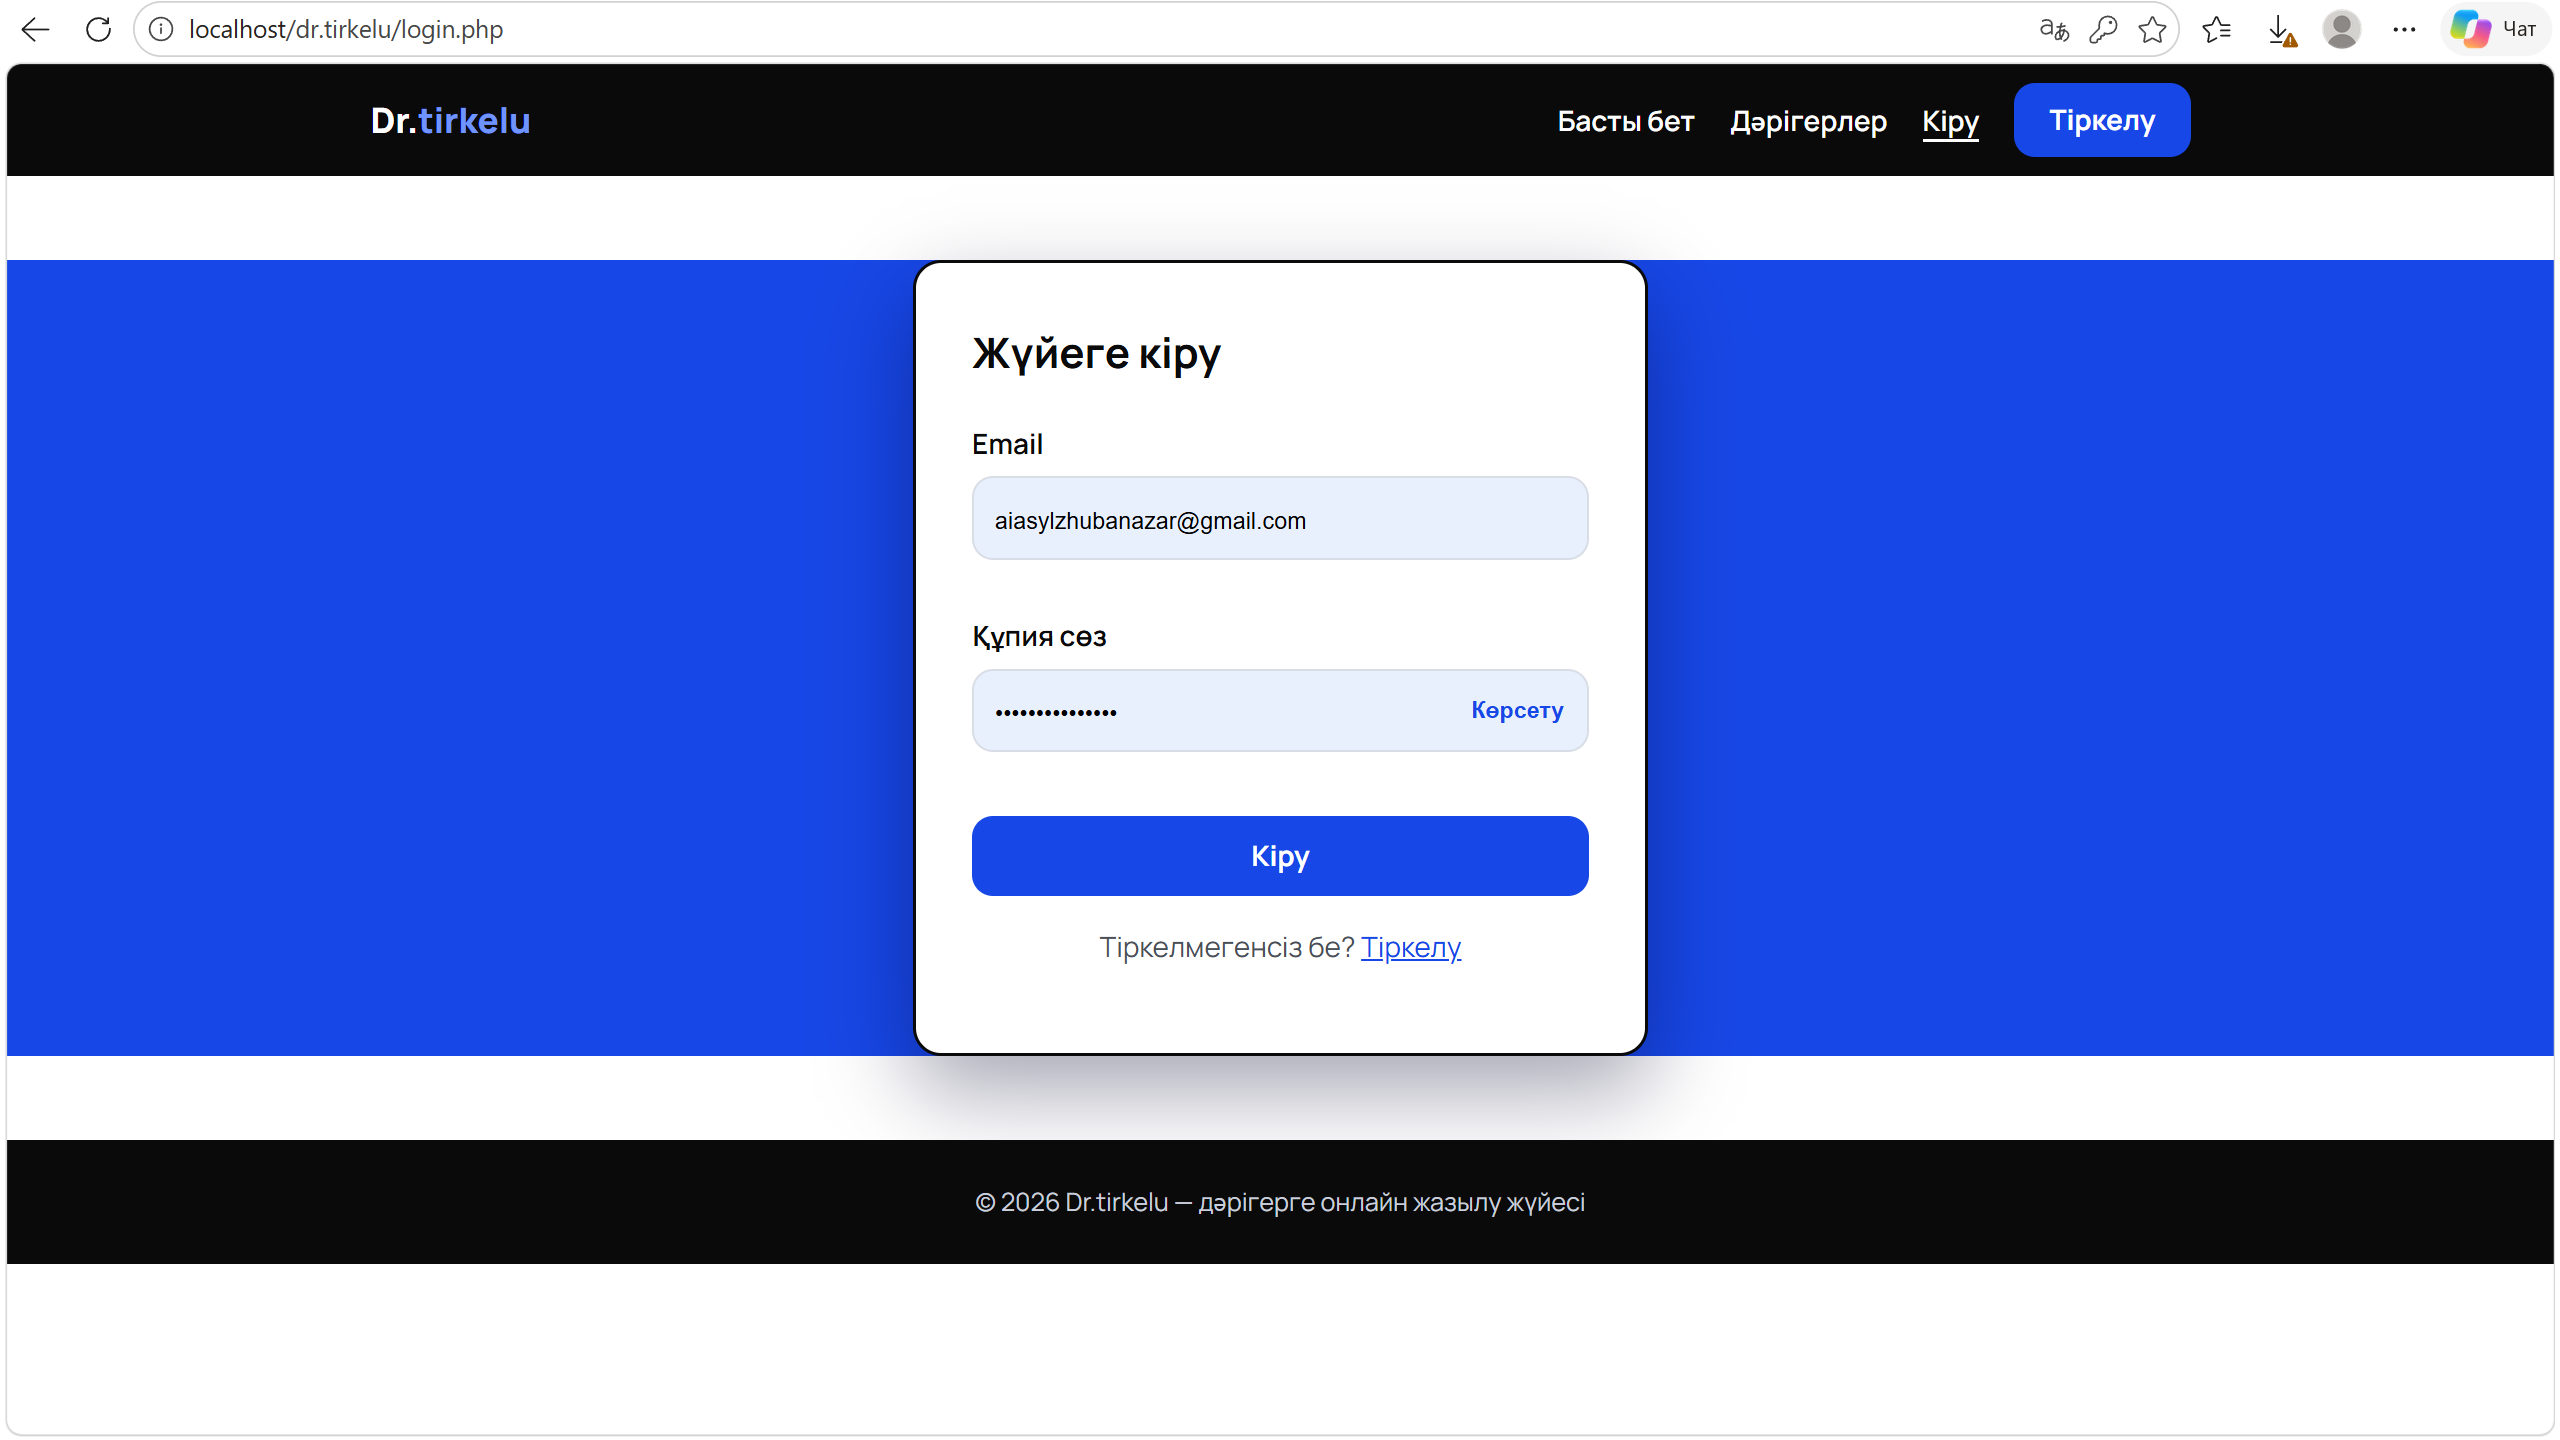 localhost/dr.tirkelu/login.php
Чат
Dr.tirkelu
Басты бет Дәрігерлер Кіру Тіркелу
Жүйеге кіру
Email
aiasylzhubanazar@gmail.com
Құпия сөз
••••••••••••••• Көрсету
Кіру
Тіркелмегенсіз бе? Тіркелу
© 2026 Dr.tirkelu — дәрігерге онлайн жазылу жүйесі